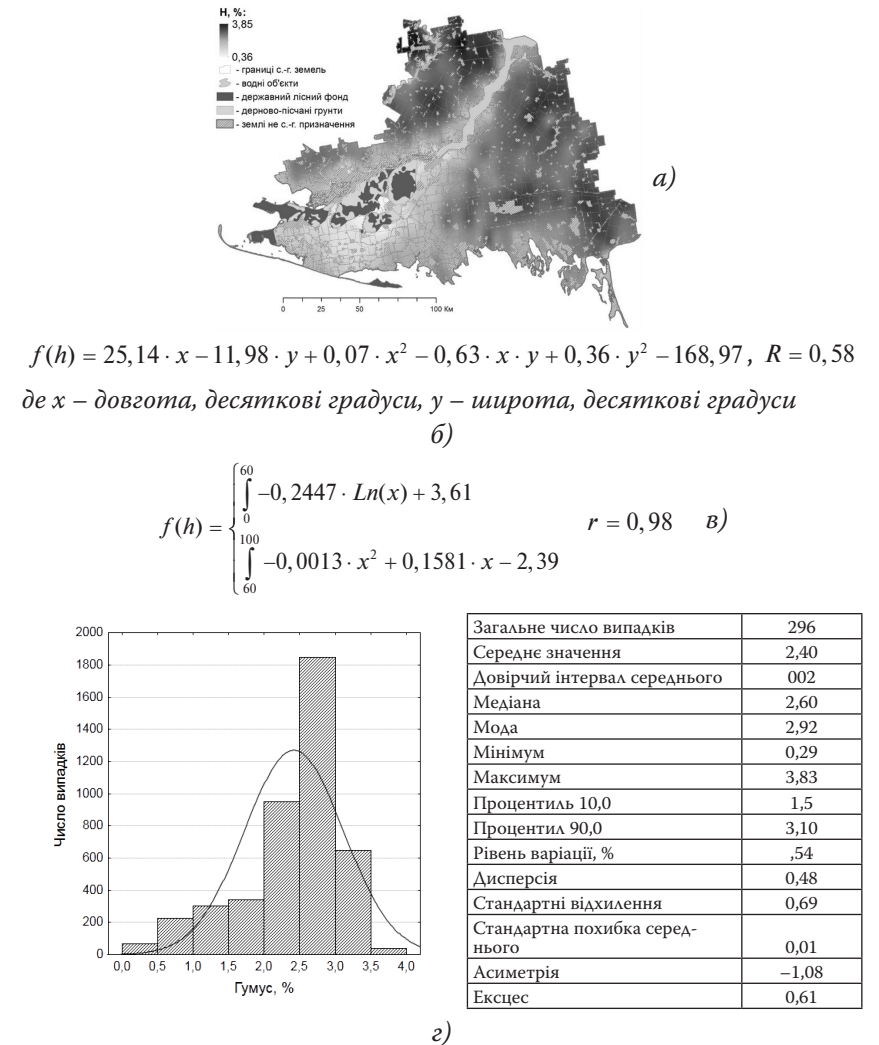 Н, %:
3,85
0,36
- границі с.-г. земель
- водні об'єкти
- державний лісний фонд
- дерново-пісчані грунти
- землі не с.-г. призначення
а)
0 25 50 100 Км
f(h) = 25,14 · x − 11,98 · y + 0,07 · x² − 0,63 · x · y + 0,36 · y² − 168,97, R = 0,58
де x – довгота, десяткові градуси, y – широта, десяткові градуси
б)
60
∫ −0,2447 · Ln(x) + 3,61
0
f(h) = { r = 0,98 в)
100
∫ −0,0013 · x² + 0,1581 · x − 2,39
60
2000
1800
1600
1400
1200
1000
800
600
400
200
0
Число випадків
0,0 0,5 1,0 1,5 2,0 2,5 3,0 3,5 4,0
Гумус, %
Загальне число випадків 296
Середнє значення 2,40
Довірчий інтервал середнього 002
Медіана 2,60
Мода 2,92
Мінімум 0,29
Максимум 3,83
Процентиль 10,0 1,5
Процентил 90,0 3,10
Рівень варіації, % ,54
Дисперсія 0,48
Стандартні відхилення 0,69
Стандартна похибка серед-
нього 0,01
Асиметрія –1,08
Ексцес 0,61
г)